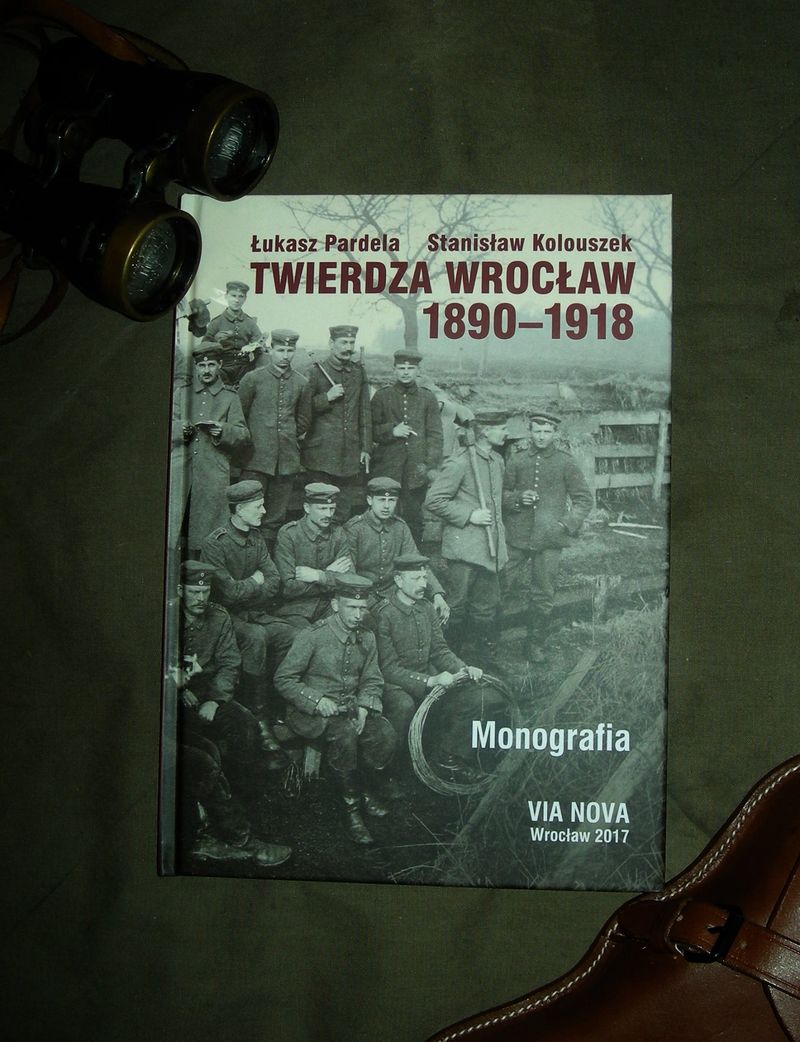 Łukasz Pardela Stanisław Kolouszek
TWIERDZA WROCŁAW
1890–1918
Monografia
VIA NOVA
Wrocław 2017